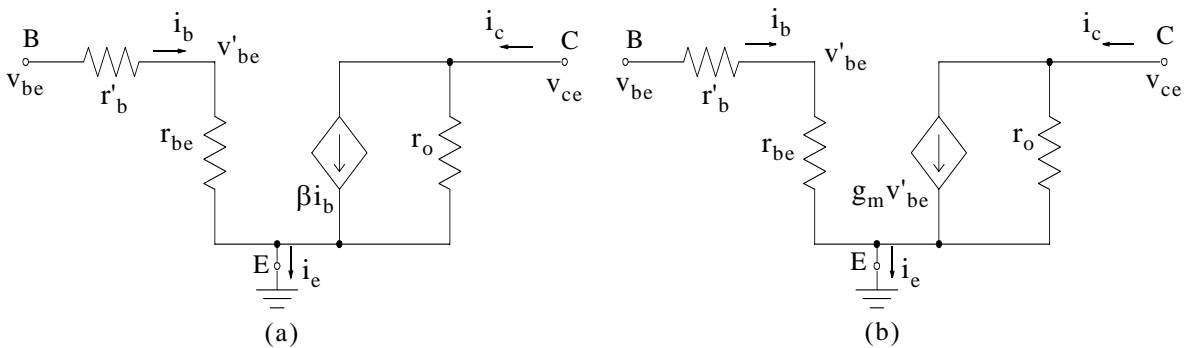 i_b
i_c
B
v'_be
C
v_be
r'_b
v_ce
r_be
r_o
βi_b
E
i_e
(a)
i_b
i_c
B
v'_be
C
v_be
r'_b
v_ce
r_be
r_o
g_m v'_be
E
i_e
(b)